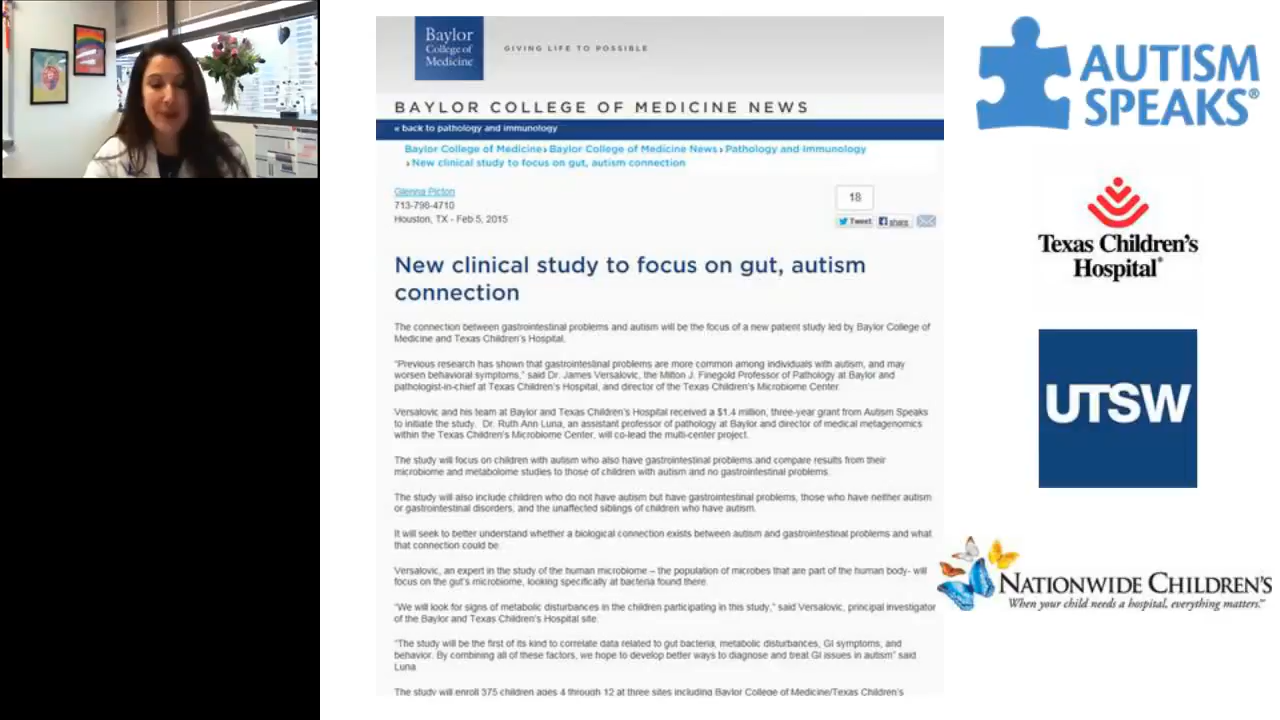 Baylor
College of
Medicine
GIVING LIFE TO POSSIBLE
BAYLOR COLLEGE OF MEDICINE NEWS
« back to pathology and immunology
Baylor College of Medicine › Baylor College of Medicine News › Pathology and Immunology
› New clinical study to focus on gut, autism connection
Glenna Picton
713-798-4710
Houston, TX - Feb 5, 2015
18
Tweet
share
New clinical study to focus on gut, autism
connection
The connection between gastrointestinal problems and autism will be the focus of a new patient study led by Baylor College of
Medicine and Texas Children's Hospital.
"Previous research has shown that gastrointestinal problems are more common among individuals with autism, and may
worsen behavioral symptoms," said Dr. James Versalovic, the Milton J. Finegold Professor of Pathology at Baylor and
pathologist-in-chief at Texas Children's Hospital, and director of the Texas Children's Microbiome Center.
Versalovic and his team at Baylor and Texas Children's Hospital received a $1.4 million, three-year grant from Autism Speaks
to initiate the study. Dr. Ruth Ann Luna, an assistant professor of pathology at Baylor and director of medical metagenomics
within the Texas Children's Microbiome Center, will co-lead the multi-center project.
The study will focus on children with autism who also have gastrointestinal problems and compare results from their
microbiome and metabolome studies to those of children with autism and no gastrointestinal problems.
The study will also include children who do not have autism but have gastrointestinal problems, those who have neither autism
or gastrointestinal disorders, and the unaffected siblings of children who have autism.
It will seek to better understand whether a biological connection exists between autism and gastrointestinal problems and what
that connection could be.
Versalovic, an expert in the study of the human microbiome – the population of microbes that are part of the human body- will
focus on the gut's microbiome, looking specifically at bacteria found there.
"We will look for signs of metabolic disturbances in the children participating in this study," said Versalovic, principal investigator
of the Baylor and Texas Children's Hospital site.
"The study will be the first of its kind to correlate data related to gut bacteria, metabolic disturbances, GI symptoms, and
behavior. By combining all of these factors, we hope to develop better ways to diagnose and treat GI issues in autism" said
Luna
The study will enroll 375 children ages 4 through 12 at three sites including Baylor College of Medicine/Texas Children's
AUTISM
SPEAKS®
Texas Children's
Hospital®
UTSW
NATIONWIDE CHILDREN'S
When your child needs a hospital, everything matters.™